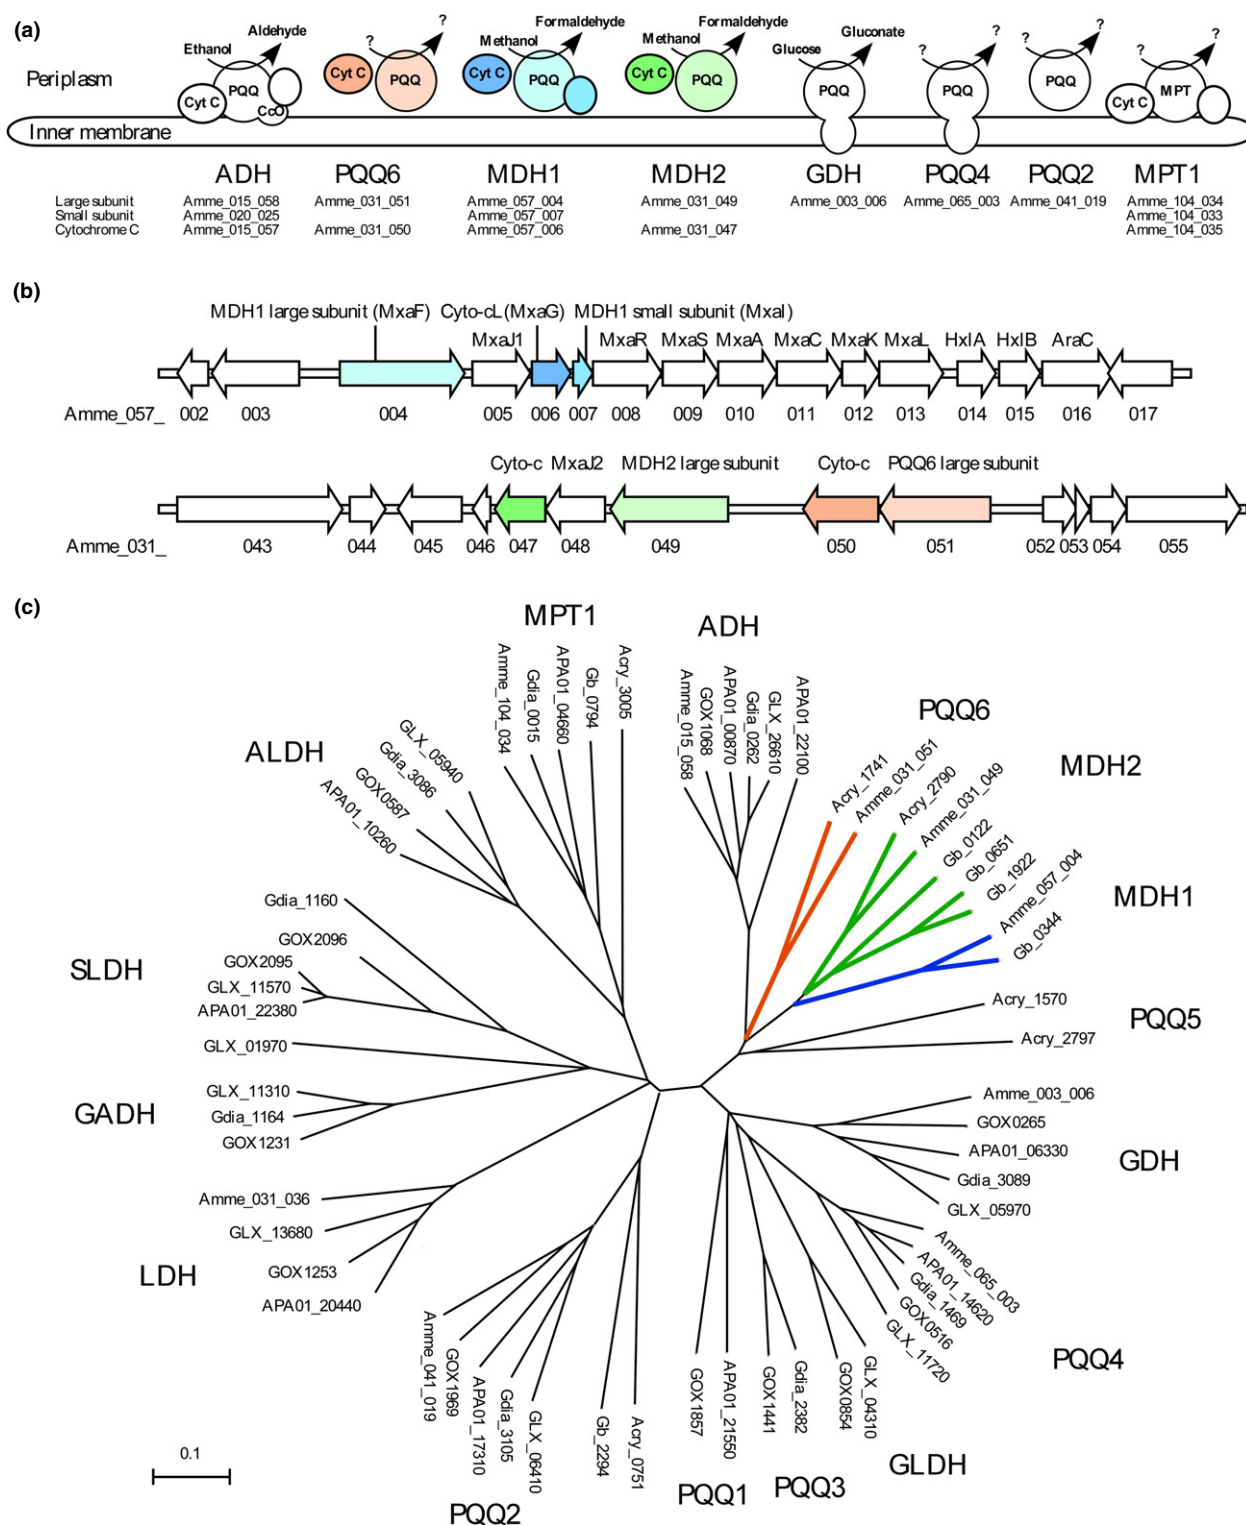 (a)
Ethanol Aldehyde ? ? Methanol Formaldehyde Methanol Formaldehyde Glucose Gluconate ? ? ? ? ? ?
Periplasm Cyt C PQQ CcO Cyt C PQQ Cyt C PQQ Cyt C PQQ PQQ PQQ PQQ Cyt C MPT
Inner membrane
ADH PQQ6 MDH1 MDH2 GDH PQQ4 PQQ2 MPT1
Large subunit Amme_015_058 Amme_031_051 Amme_057_004 Amme_031_049 Amme_003_006 Amme_065_003 Amme_041_019 Amme_104_034
Small subunit Amme_020_025 Amme_057_007 Amme_104_033
Cytochrome C Amme_015_057 Amme_031_050 Amme_057_006 Amme_031_047 Amme_104_035
(b)
MDH1 large subunit (MxaF) Cyto-cL (MxaG) MDH1 small subunit (MxaI)
MxaJ1 MxaR MxaS MxaA MxaC MxaK MxaL HxlA HxlB AraC
Amme_057_ 002 003 004 005 006 007 008 009 010 011 012 013 014 015 016 017
Cyto-c MxaJ2 MDH2 large subunit Cyto-c PQQ6 large subunit
Amme_031_ 043 044 045 046 047 048 049 050 051 052 053 054 055
(c)
MPT1
Amme_104_034
Gdia_0015
APA01_04660
Gb_0794
Acry_3005
ADH
Amme_015_058
GOX1068
APA01_00870
Gdia_0262
GLX_26610
APA01_22100
PQQ6
Acry_1741
Amme_031_051
MDH2
Acry_2790
Amme_031_049
Gb_0122
Gb_0651
Gb_1922
MDH1
Amme_057_004
Gb_0344
PQQ5
Acry_1570
Acry_2797
GDH
Amme_003_006
GOX0265
APA01_06330
Gdia_3089
GLX_05970
PQQ4
Amme_065_003
APA01_14620
Gdia_1469
GOX0516
GLX_11720
GLDH
GLX_04310
GOX0854
PQQ3
Gdia_2382
GOX1441
PQQ1
APA01_21550
GOX1857
PQQ2
Acry_0751
Gb_2294
GLX_06410
Gdia_3105
APA01_17310
GOX1969
Amme_041_019
LDH
APA01_20440
GOX1253
GLX_13680
Amme_031_036
GADH
GOX1231
Gdia_1164
GLX_11310
GLX_01970
SLDH
APA01_22380
GLX_11570
GOX2095
GOX2096
Gdia_1160
ALDH
APA01_10260
GOX0587
Gdia_3086
GLX_05940
0.1